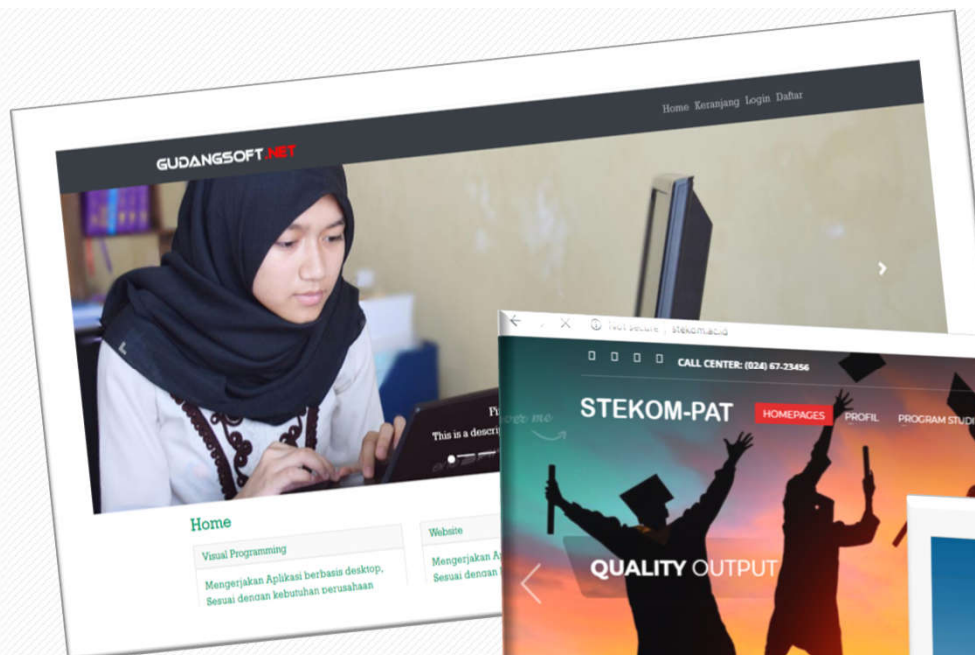 Home Keranjang Login Daftar
GUDANGSOFT.NET
This is a descrip
Home
Visual Programming
Mengerjakan Aplikasi berbasis desktop,
Sesuai dengan kebutuhan perusahaan
Website
Mengerjakan A
Sesuai dengan
Not secure | stekom.ac.id
CALL CENTER: (024) 67-23456
STEKOM-PAT
HOMEPAGES PROFIL PROGRAM STUDI
QUALITY OUTPUT